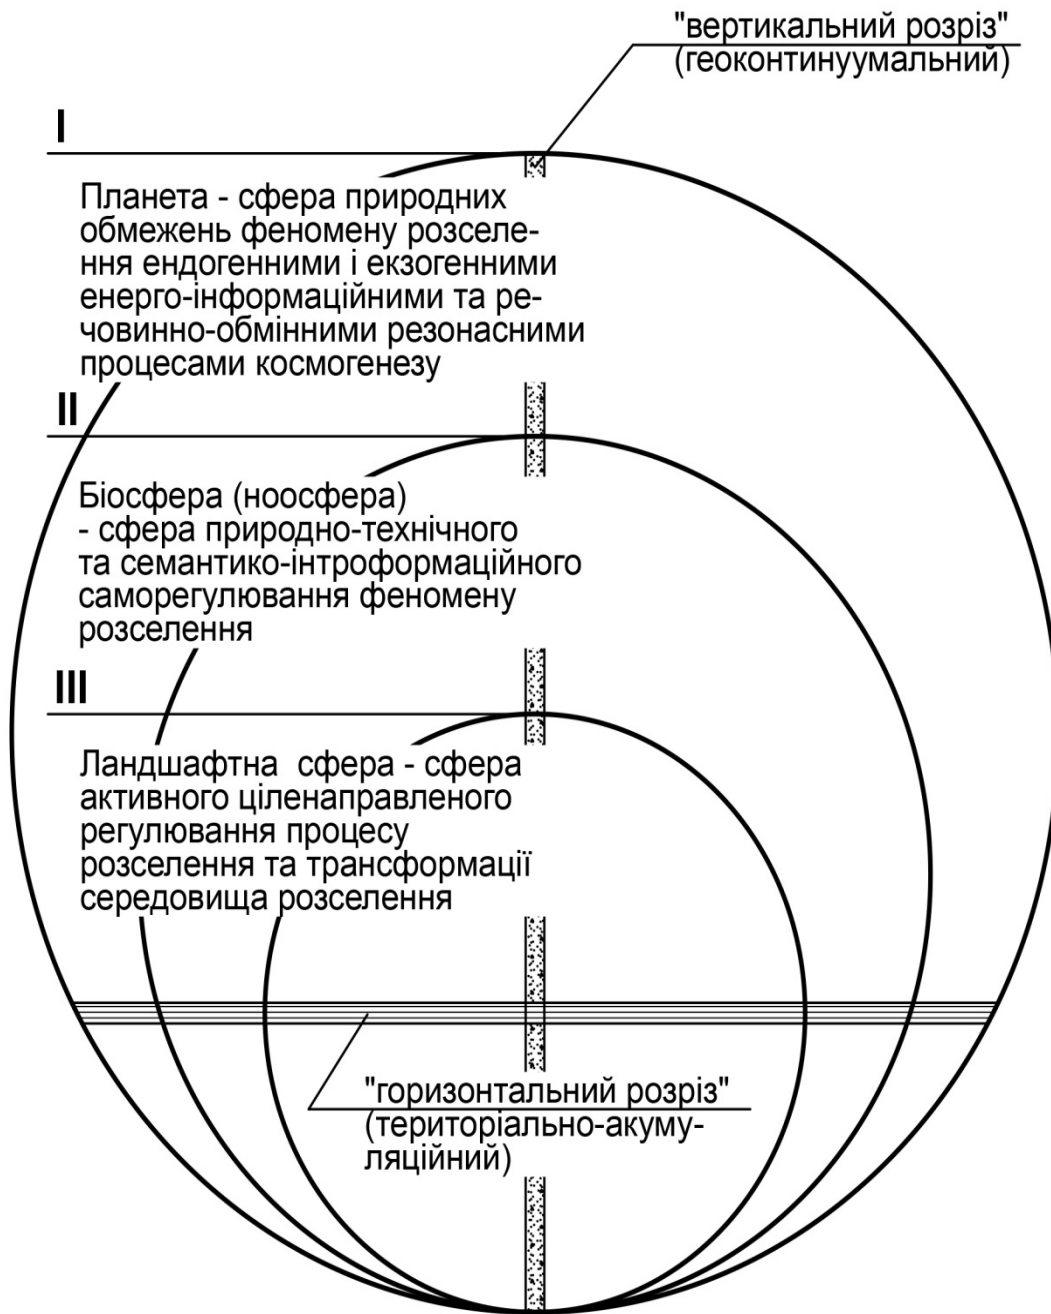 "вертикальний розріз"
(геоконтинуумальний)
I
Планета - сфера природних
обмежень феномену розселе-
ння ендогенними і екзогенними
енерго-інформаційними та ре-
човинно-обмінними резонасними
процесами космогенезу
II
Біосфера (ноосфера)
- сфера природно-технічного
та семантико-інтроформаційного
саморегулювання феномену
розселення
III
Ландшафтна сфера - сфера
активного ціленаправленого
регулювання процесу
розселення та трансформації
середовища розселення
"горизонтальний розріз"
(територіально-акуму-
ляційний)